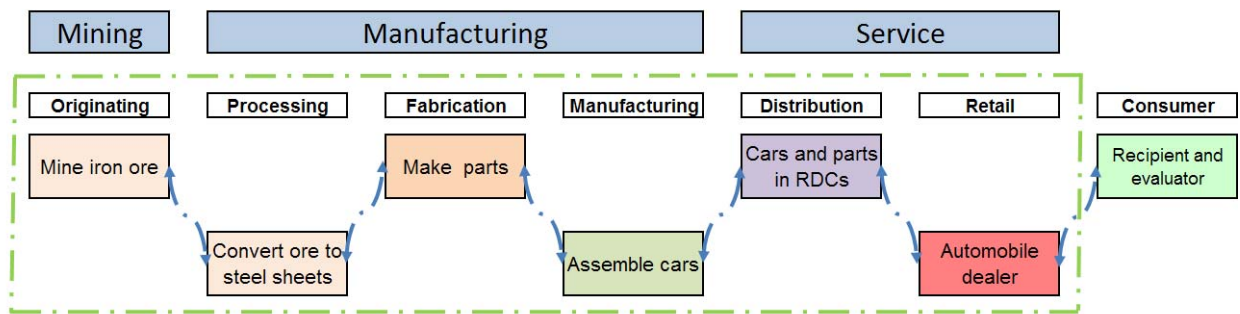 Mining
Manufacturing
Service
Originating
Processing
Fabrication
Manufacturing
Distribution
Retail
Consumer
Mine iron ore
Make parts
Cars and parts
in RDCs
Recipient and
evaluator
Convert ore to
steel sheets
Assemble cars
Automobile
dealer